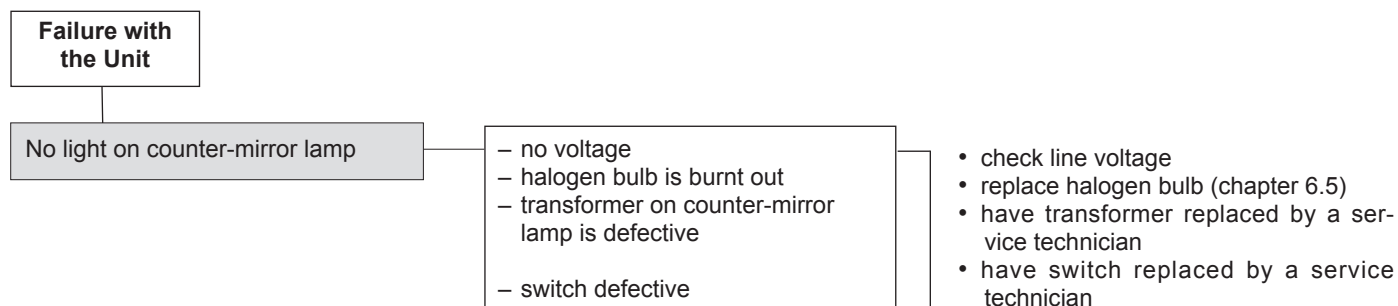 Failure with
the Unit
No light on counter-mirror lamp
– no voltage
– halogen bulb is burnt out
– transformer on counter-mirror
lamp is defective
– switch defective
• check line voltage
• replace halogen bulb (chapter 6.5)
• have transformer replaced by a ser-
vice technician
• have switch replaced by a service
technician